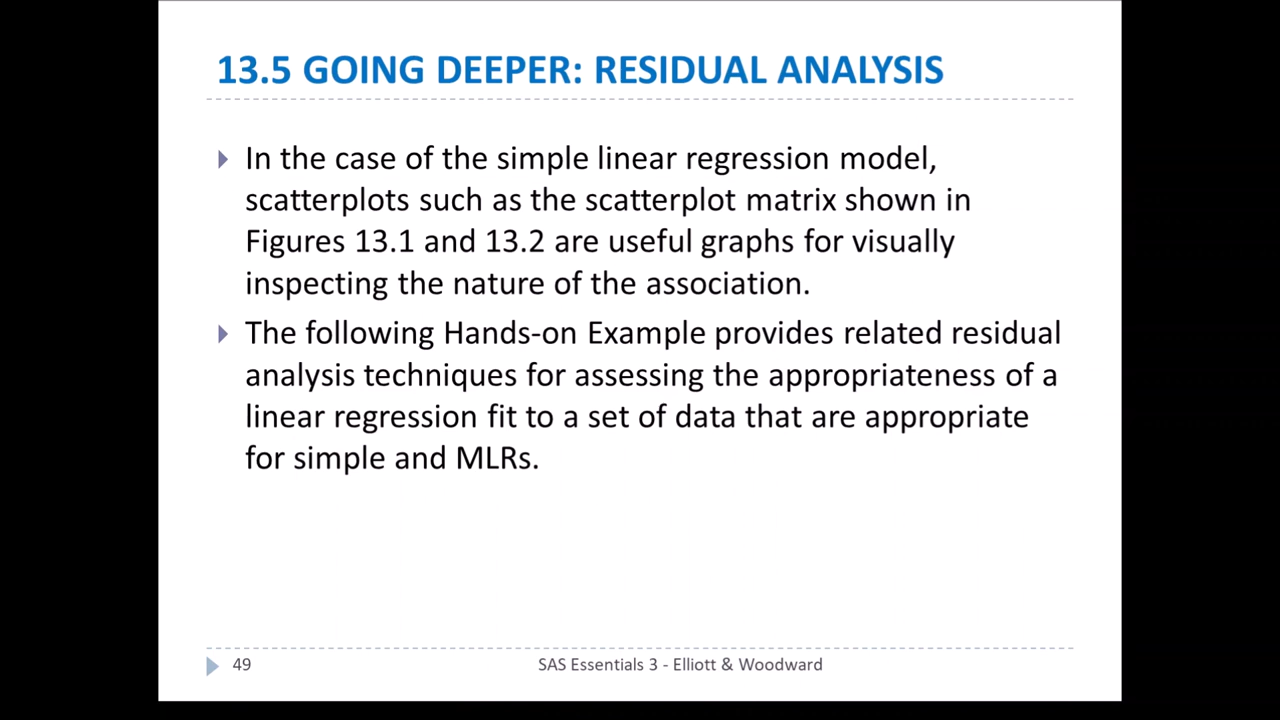 13.5 GOING DEEPER: RESIDUAL ANALYSIS
In the case of the simple linear regression model,
scatterplots such as the scatterplot matrix shown in
Figures 13.1 and 13.2 are useful graphs for visually
inspecting the nature of the association.
The following Hands-on Example provides related residual
analysis techniques for assessing the appropriateness of a
linear regression fit to a set of data that are appropriate
for simple and MLRs.
49
SAS Essentials 3 - Elliott & Woodward